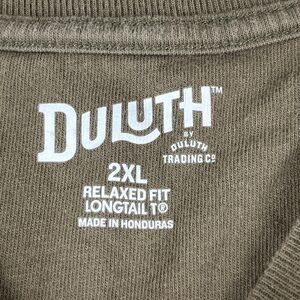 DULUTH™
BY
DULUTH
TRADING CO
2XL
RELAXED FIT
LONGTAIL T®
MADE IN HONDURAS